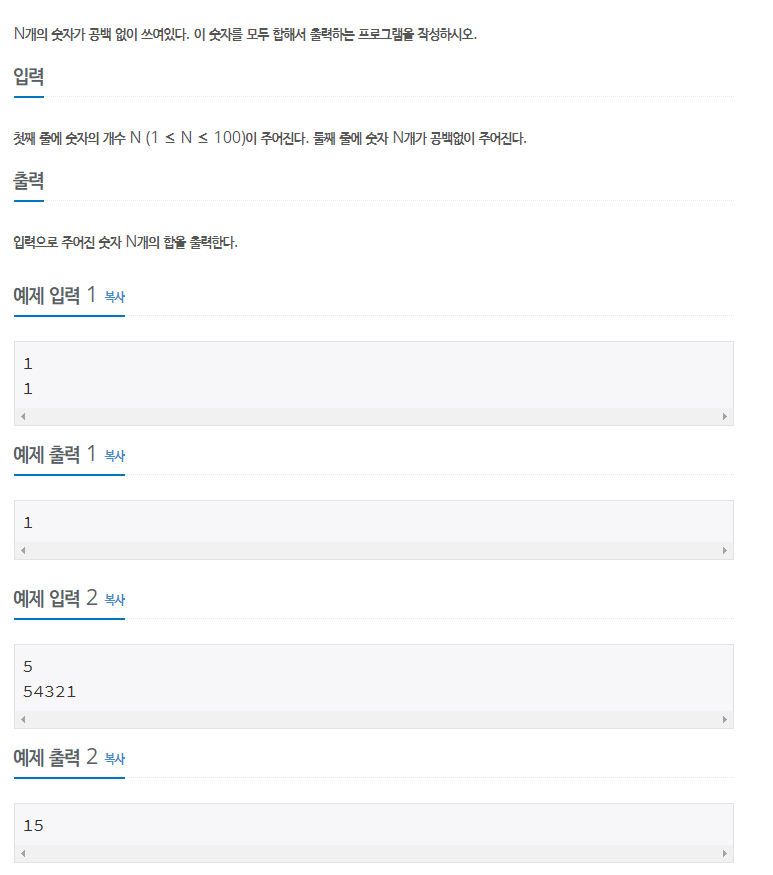 N개의 숫자가 공백 없이 쓰여있다. 이 숫자를 모두 합해서 출력하는 프로그램을 작성하시오.
입력
첫째 줄에 숫자의 개수 N (1 ≤ N ≤ 100)이 주어진다. 둘째 줄에 숫자 N개가 공백없이 주어진다.
출력
입력으로 주어진 숫자 N개의 합을 출력한다.
예제 입력 1 복사
1
1
예제 출력 1 복사
1
예제 입력 2 복사
5
54321
예제 출력 2 복사
15